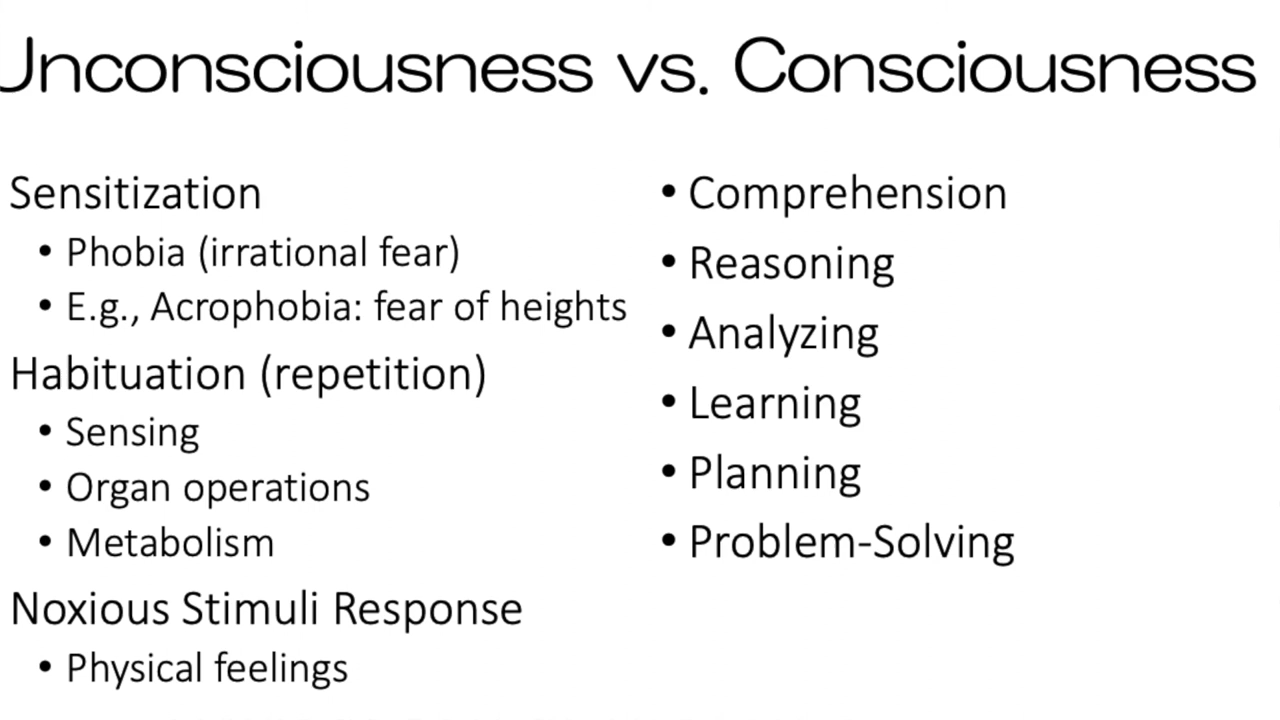 Unconsciousness vs. Consciousness
Sensitization
• Phobia (irrational fear)
• E.g., Acrophobia: fear of heights
Habituation (repetition)
• Sensing
• Organ operations
• Metabolism
Noxious Stimuli Response
• Physical feelings
• Comprehension
• Reasoning
• Analyzing
• Learning
• Planning
• Problem-Solving